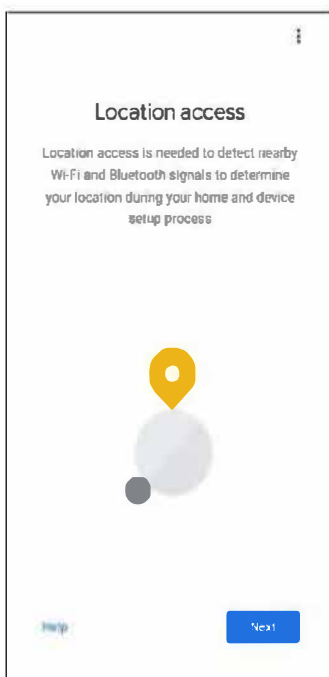 Location access
Location access is needed to detect nearby
Wi-Fi and Bluetooth signals to determine
your location during your home and device
setup process
Help
Next